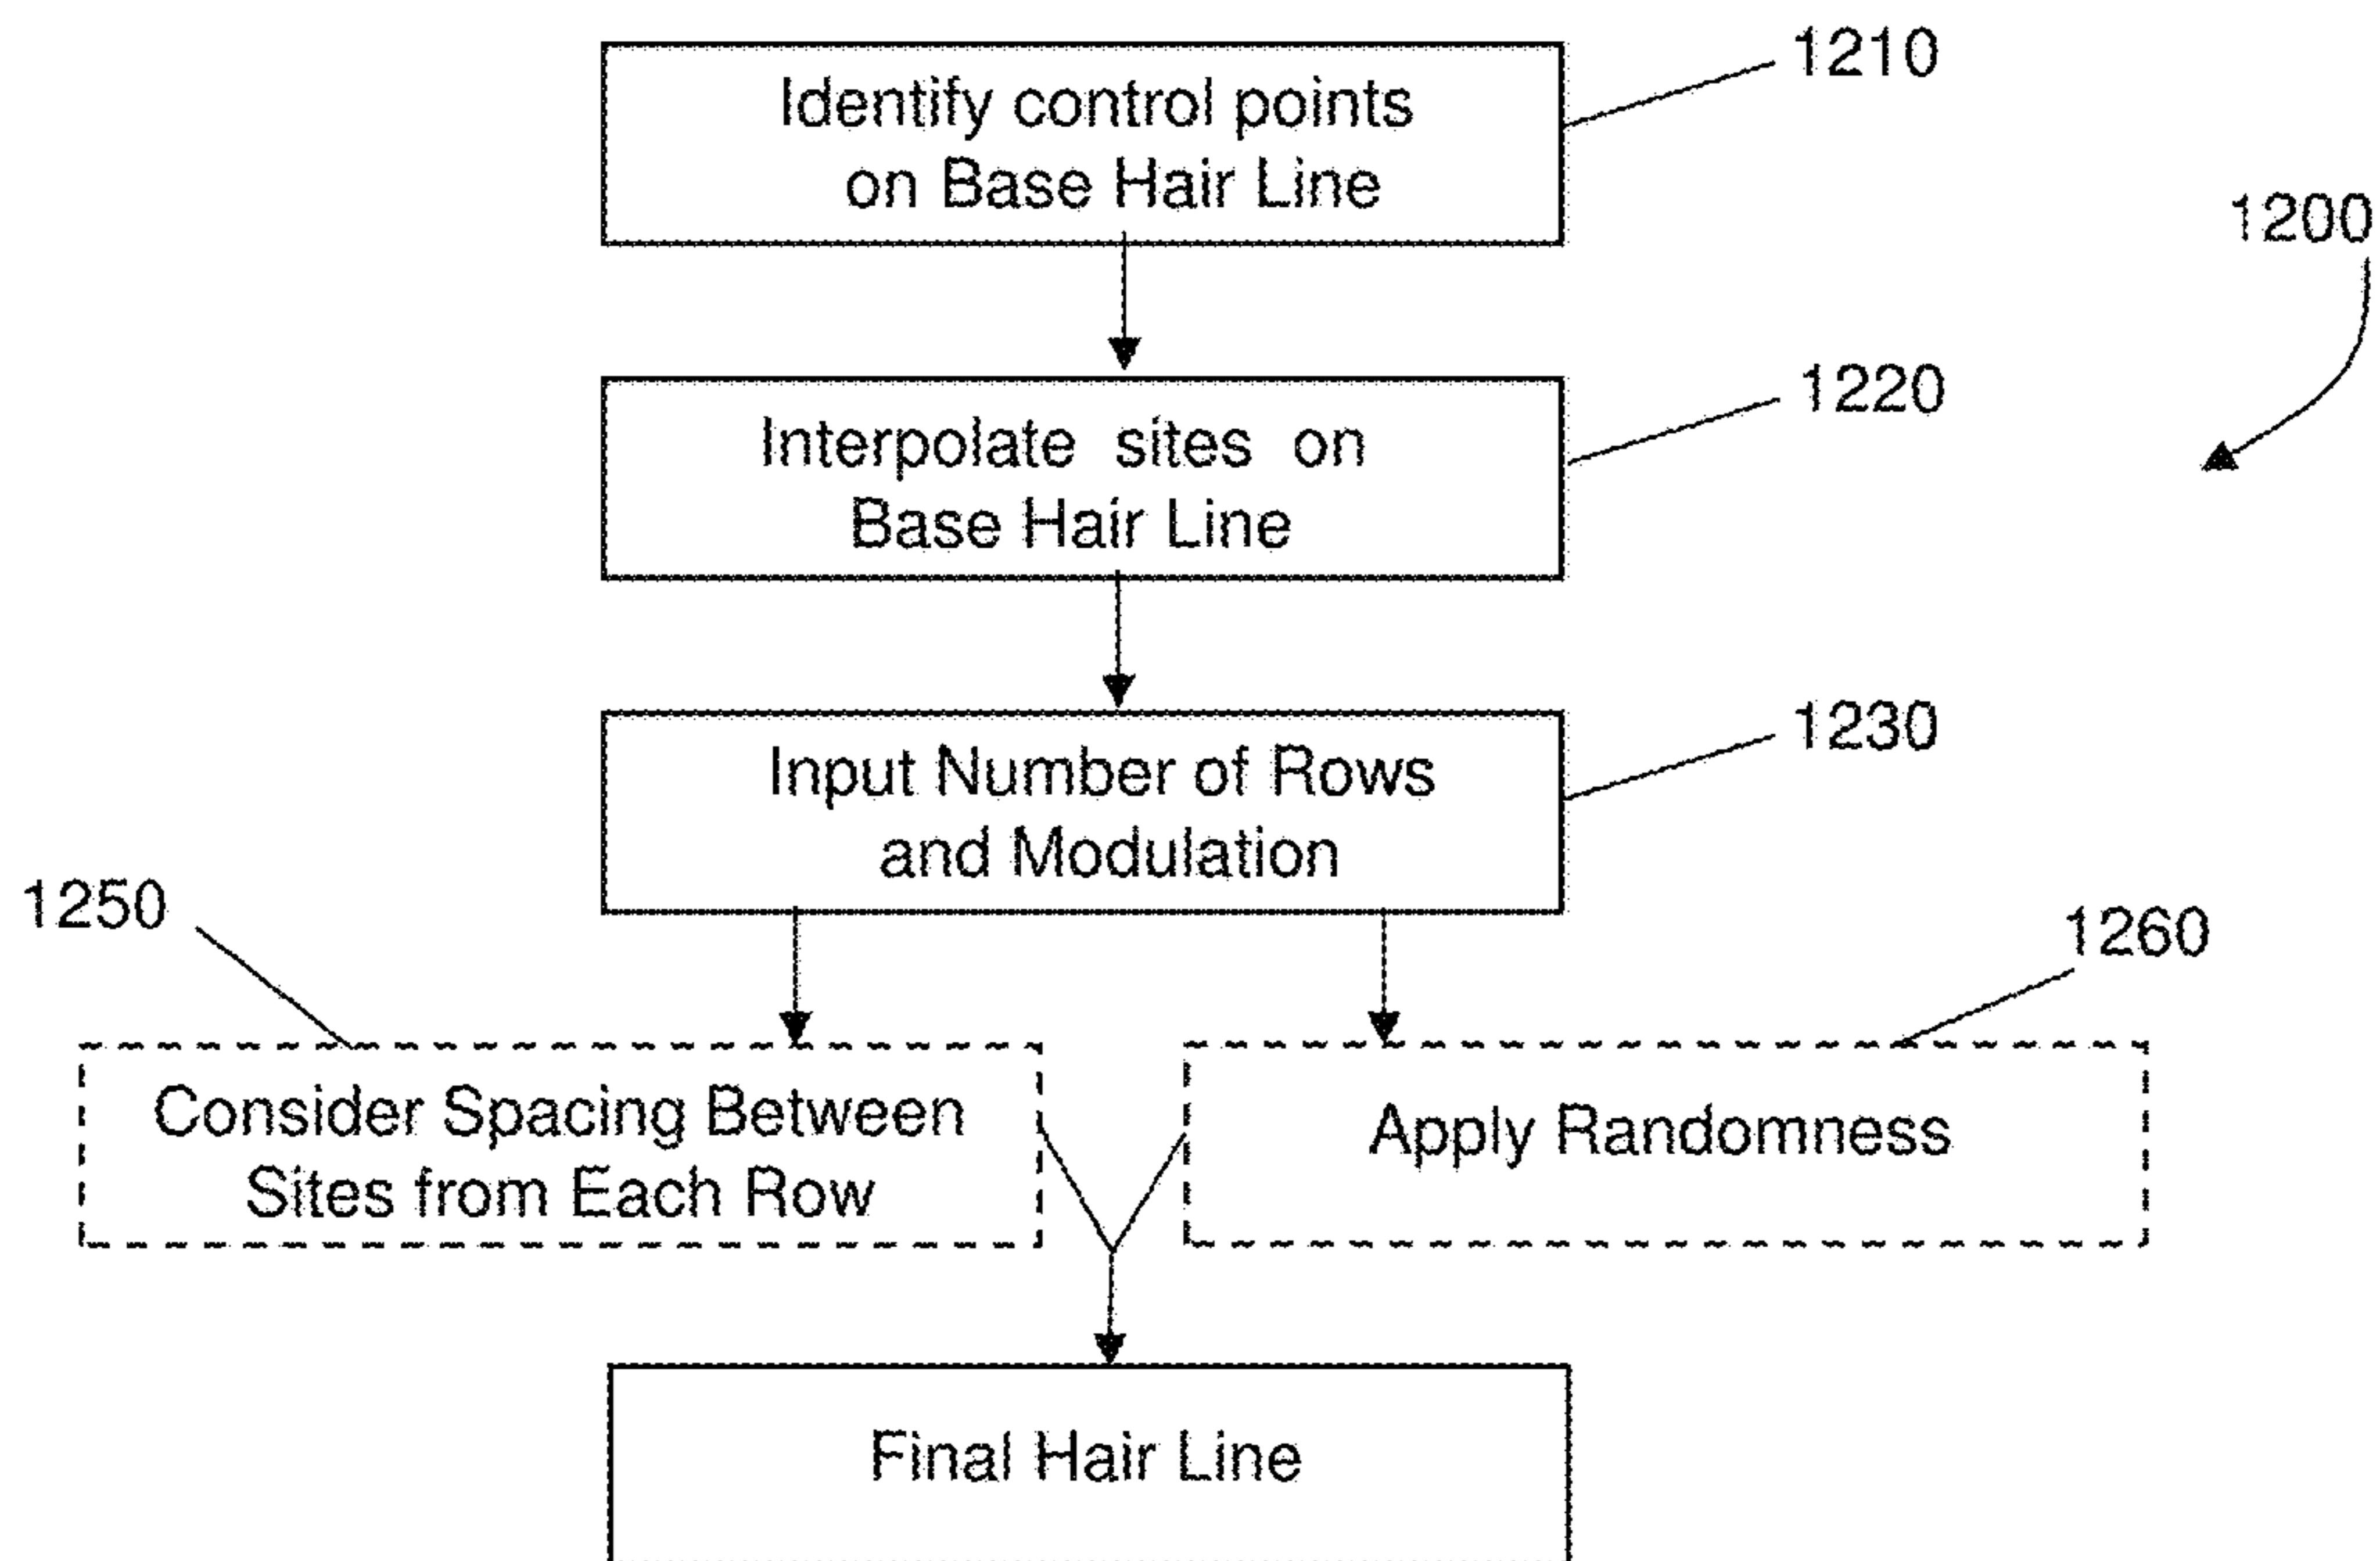 1210
Identify control points
on Base Hair Line
1200
1220
Interpolate sites on
Base Hair Line
1230
Input Number of Rows
and Modulation
1250
1260
Consider Spacing Between
Sites from Each Row
Apply Randomness
Final Hair Line